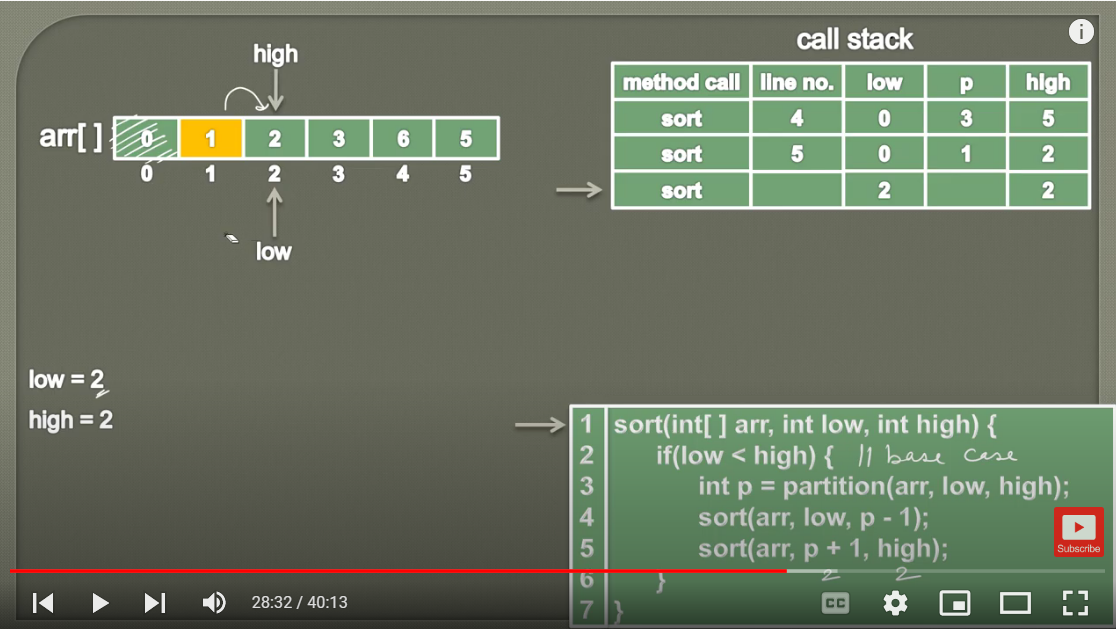 call stack
high
method call line no. low p high
sort 4 0 3 5
sort 5 0 1 2
sort 2 2
arr[ ] 0 1 2 3 6 5
0 1 2 3 4 5
low
low = 2
high = 2
1 sort(int[ ] arr, int low, int high) {
2 if(low < high) { // base case
3 int p = partition(arr, low, high);
4 sort(arr, low, p - 1);
5 sort(arr, p + 1, high);
2 2
6 }
7 }
Subscribe
28:32 / 40:13
CC